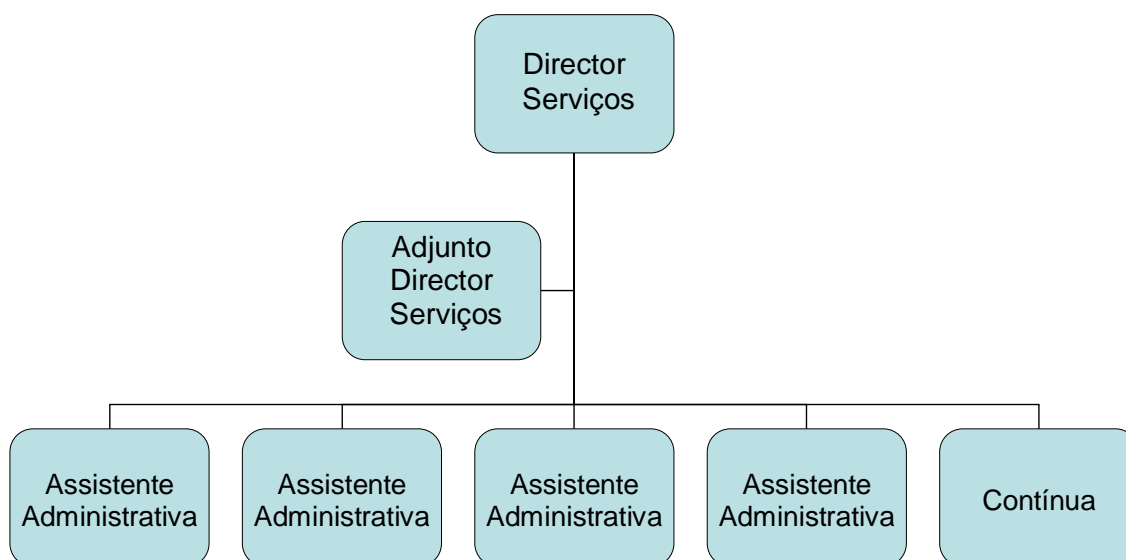 Director
Serviços
Adjunto
Director
Serviços
Assistente
Administrativa
Assistente
Administrativa
Assistente
Administrativa
Assistente
Administrativa
Contínua